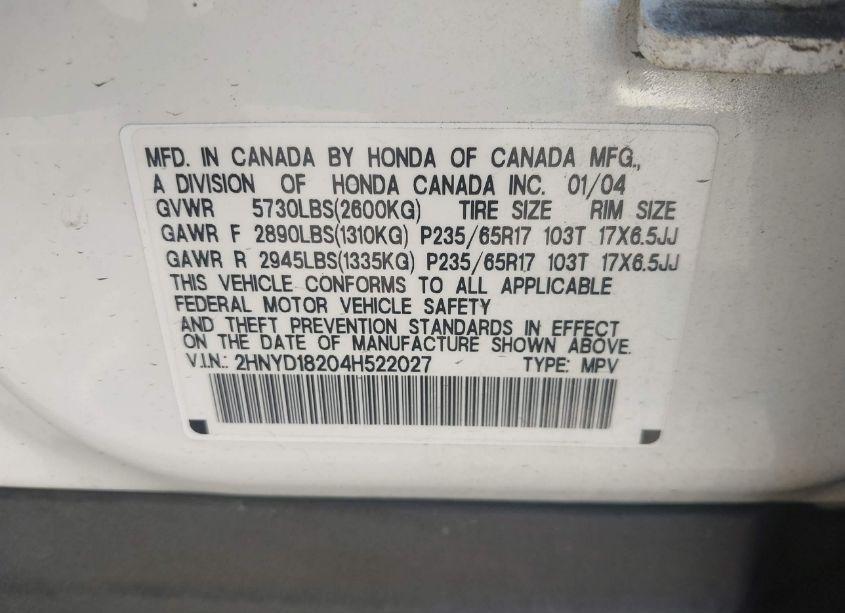 MFD. IN CANADA BY HONDA OF CANADA MFG.,
A DIVISION OF HONDA CANADA INC. 01/04
GVWR 5730LBS(2600KG) TIRE SIZE RIM SIZE
GAWR F 2890LBS(1310KG) P235/65R17 103T 17X6.5JJ
GAWR R 2945LBS(1335KG) P235/65R17 103T 17X6.5JJ
THIS VEHICLE CONFORMS TO ALL APPLICABLE
FEDERAL MOTOR VEHICLE SAFETY
AND THEFT PREVENTION STANDARDS IN EFFECT
ON THE DATE OF MANUFACTURE SHOWN ABOVE.
V.I.N.: 2HNYD18204H522027 TYPE: MPV